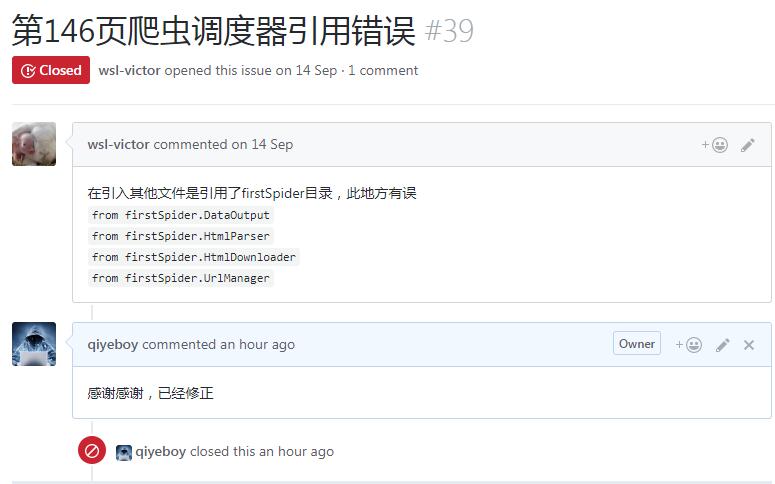 第146页爬虫调度器引用错误 #39
Closed wsl-victor opened this issue on 14 Sep · 1 comment
wsl-victor commented on 14 Sep
在引入其他文件是引用了firstSpider目录，此地方有误
from firstSpider.DataOutput
from firstSpider.HtmlParser
from firstSpider.HtmlDownloader
from firstSpider.UrlManager
qiyeboy commented an hour ago Owner
感谢感谢，已经修正
qiyeboy closed this an hour ago